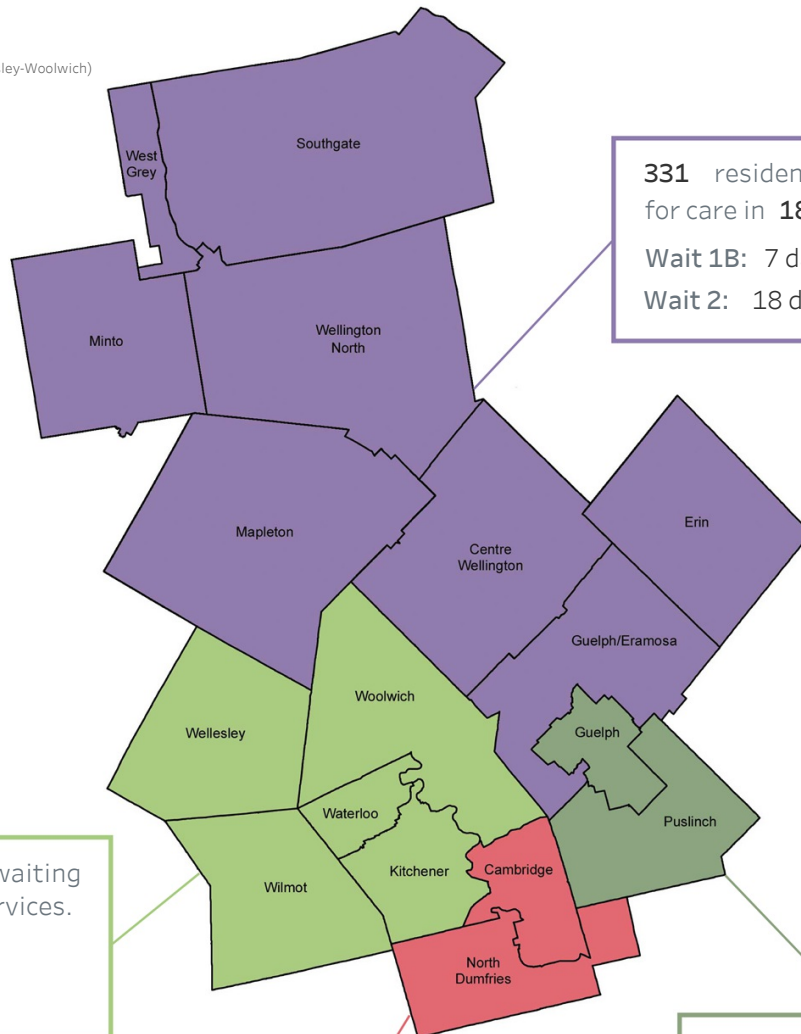 ley-Woolwich)
West
Grey
Southgate
331 residen
for care in 18
Wait 1B: 7 d
Wait 2: 18 d
Minto
Wellington
North
Mapleton
Centre
Wellington
Erin
Guelph/Eramosa
Woolwich
Wellesley
Guelph
Waterloo
Puslinch
waiting
rvices.
Wilmot
Kitchener
Cambridge
North
Dumfries